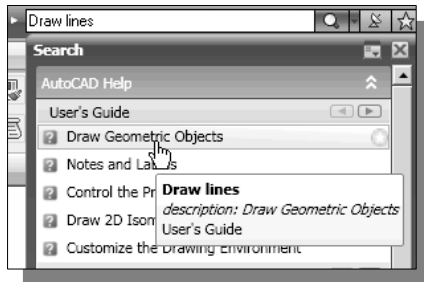 Draw lines
Search
AutoCAD Help
User's Guide
Draw Geometric Objects
Notes and La s
Control the Pr
Draw lines
description: Draw Geometric Objects
User's Guide
Draw 2D Isom
Customize the Drawing Environment